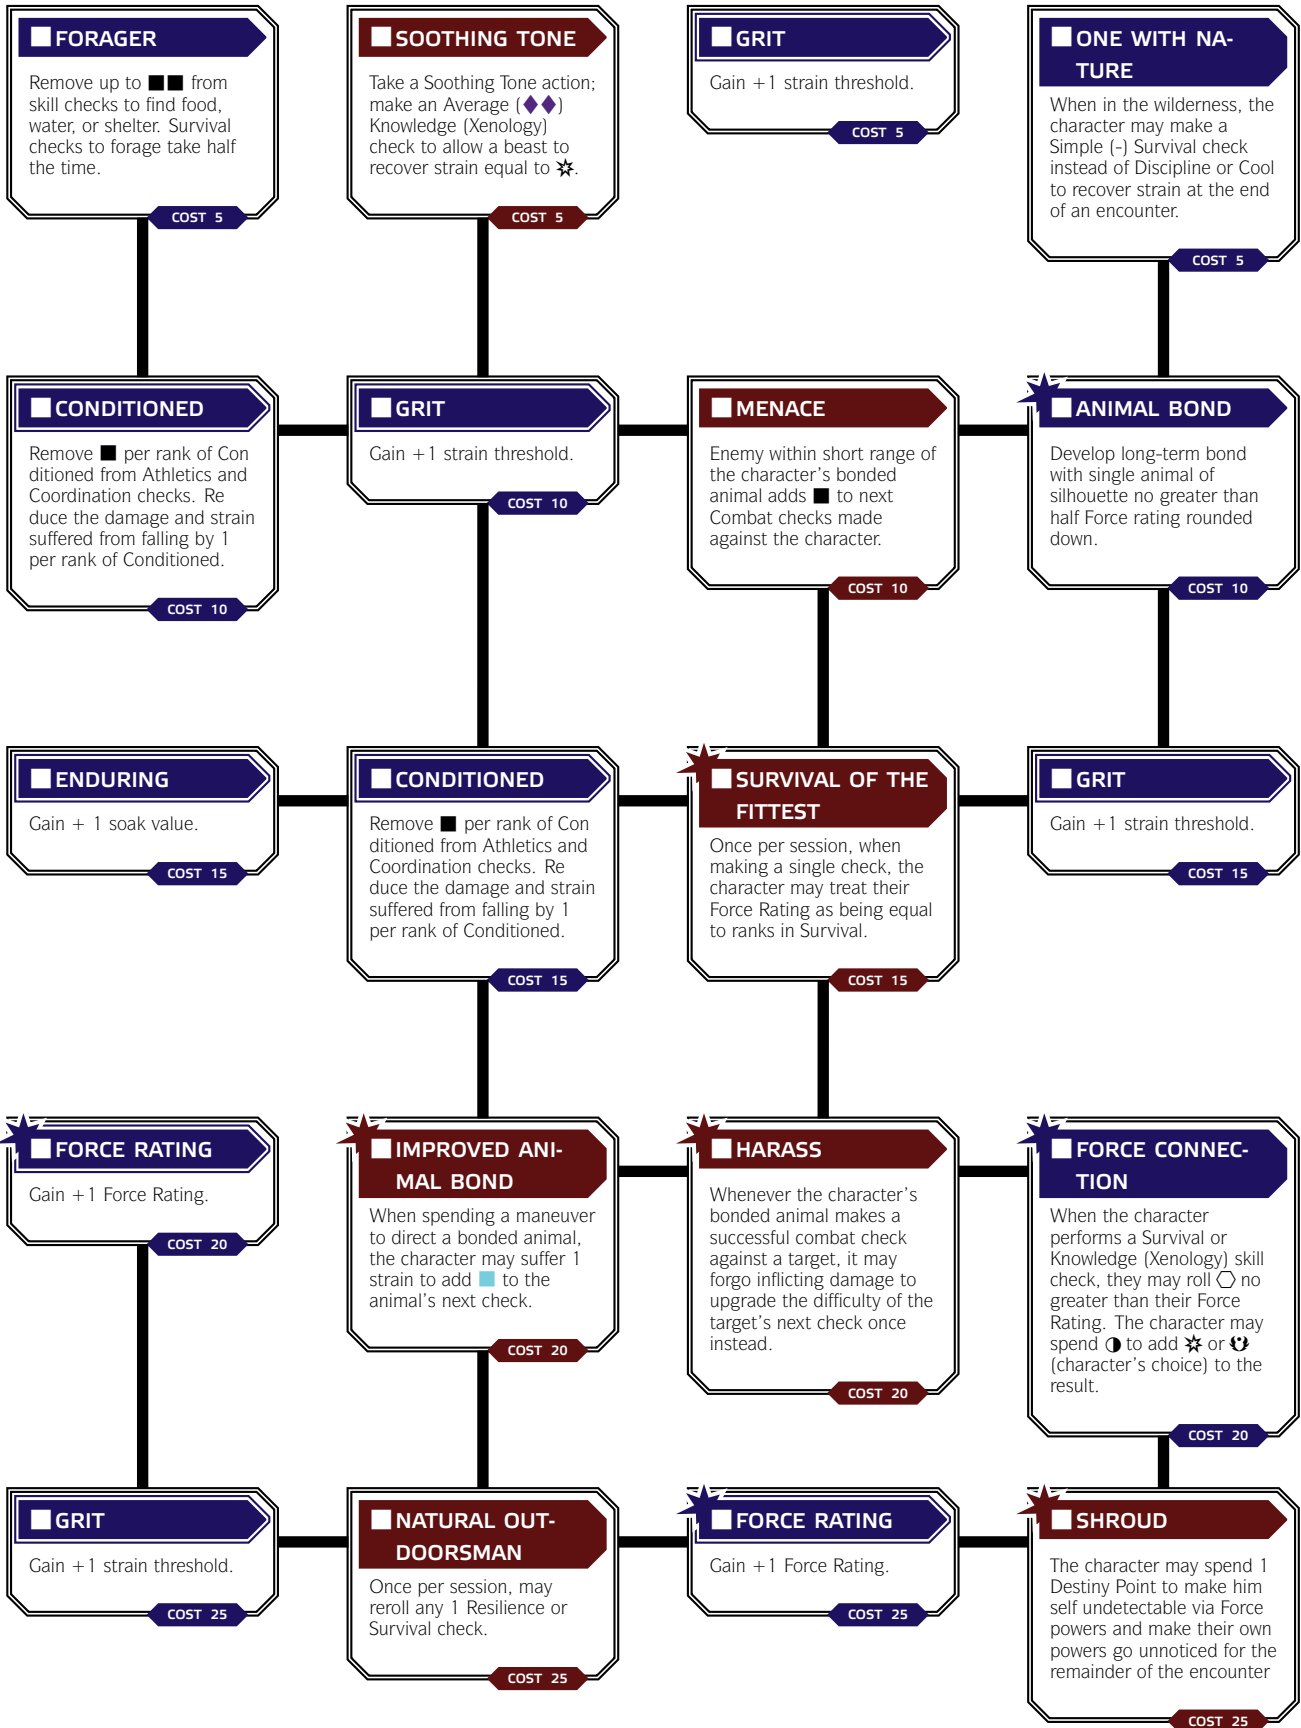 FORAGER
Remove up to ■■ from
skill checks to find food,
water, or shelter. Survival
checks to forage take half
the time.
COST 5
SOOTHING TONE
Take a Soothing Tone action;
make an Average (◆◆)
Knowledge (Xenology)
check to allow a beast to
recover strain equal to
COST 5
GRIT
Gain +1 strain threshold.
COST 5
ONE WITH NA-
TURE
When in the wilderness, the
character may make a
Simple (-) Survival check
instead of Discipline or Cool
to recover strain at the end
of an encounter.
COST 5
CONDITIONED
Remove ■ per rank of Con
ditioned from Athletics and
Coordination checks. Re
duce the damage and strain
suffered from falling by 1
per rank of Conditioned.
COST 10
GRIT
Gain +1 strain threshold.
COST 10
MENACE
Enemy within short range of
the character's bonded
animal adds ■ to next
Combat checks made
against the character.
COST 10
ANIMAL BOND
Develop long-term bond
with single animal of
silhouette no greater than
half Force rating rounded
down.
COST 10
ENDURING
Gain + 1 soak value.
COST 15
CONDITIONED
Remove ■ per rank of Con
ditioned from Athletics and
Coordination checks. Re
duce the damage and strain
suffered from falling by 1
per rank of Conditioned.
COST 15
SURVIVAL OF THE
FITTEST
Once per session, when
making a single check, the
character may treat their
Force Rating as being equal
to ranks in Survival.
COST 15
GRIT
Gain +1 strain threshold.
COST 15
FORCE RATING
Gain +1 Force Rating.
COST 20
IMPROVED ANI-
MAL BOND
When spending a maneuver
to direct a bonded animal,
the character may suffer 1
strain to add ■ to the
animal's next check.
COST 20
HARASS
Whenever the character's
bonded animal makes a
successful combat check
against a target, it may
forgo inflicting damage to
upgrade the difficulty of the
target's next check once
instead.
COST 20
FORCE CONNEC-
TION
When the character
performs a Survival or
Knowledge (Xenology) skill
check, they may roll ⬡ no
greater than their Force
Rating. The character may
spend ◑ to add or
(character's choice) to the
result.
COST 20
GRIT
Gain +1 strain threshold.
COST 25
NATURAL OUT-
DOORSMAN
Once per session, may
reroll any 1 Resilience or
Survival check.
COST 25
FORCE RATING
Gain +1 Force Rating.
COST 25
SHROUD
The character may spend 1
Destiny Point to make him
self undetectable via Force
powers and make their own
powers go unnoticed for the
remainder of the encounter
COST 25